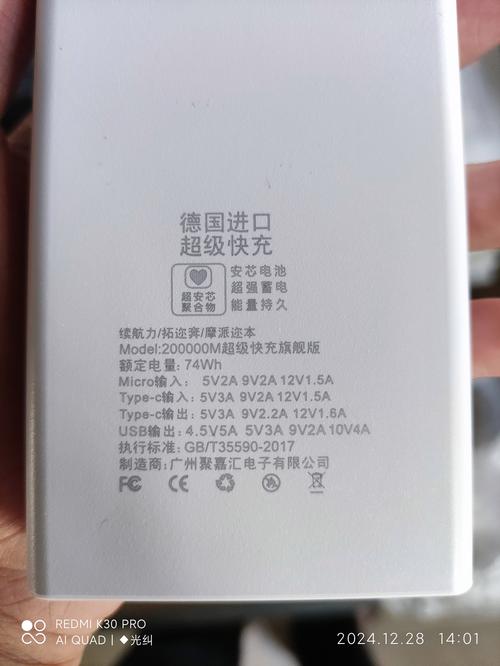 德国进口
超级快充
超安芯
聚合物
安芯电池
超强蓄电
能量持久
续航力/拓迩奔/摩派迩本
Model:200000M超级快充旗舰版
额定电量: 74Wh
Micro输入： 5V2A 9V2A 12V1.5A
Type-c输入: 5V3A 9V2A 12V1.5A
Type-c输出: 5V3A 9V2.2A 12V1.6A
USB输出: 4.5V5A 5V3A 9V2A 10V4A
执行标准: GB/T35590-2017
制造商: 广州聚嘉汇电子有限公司
FC CE
REDMI K30 PRO
AI QUAD | ◆光纠
2024.12.28 14:01